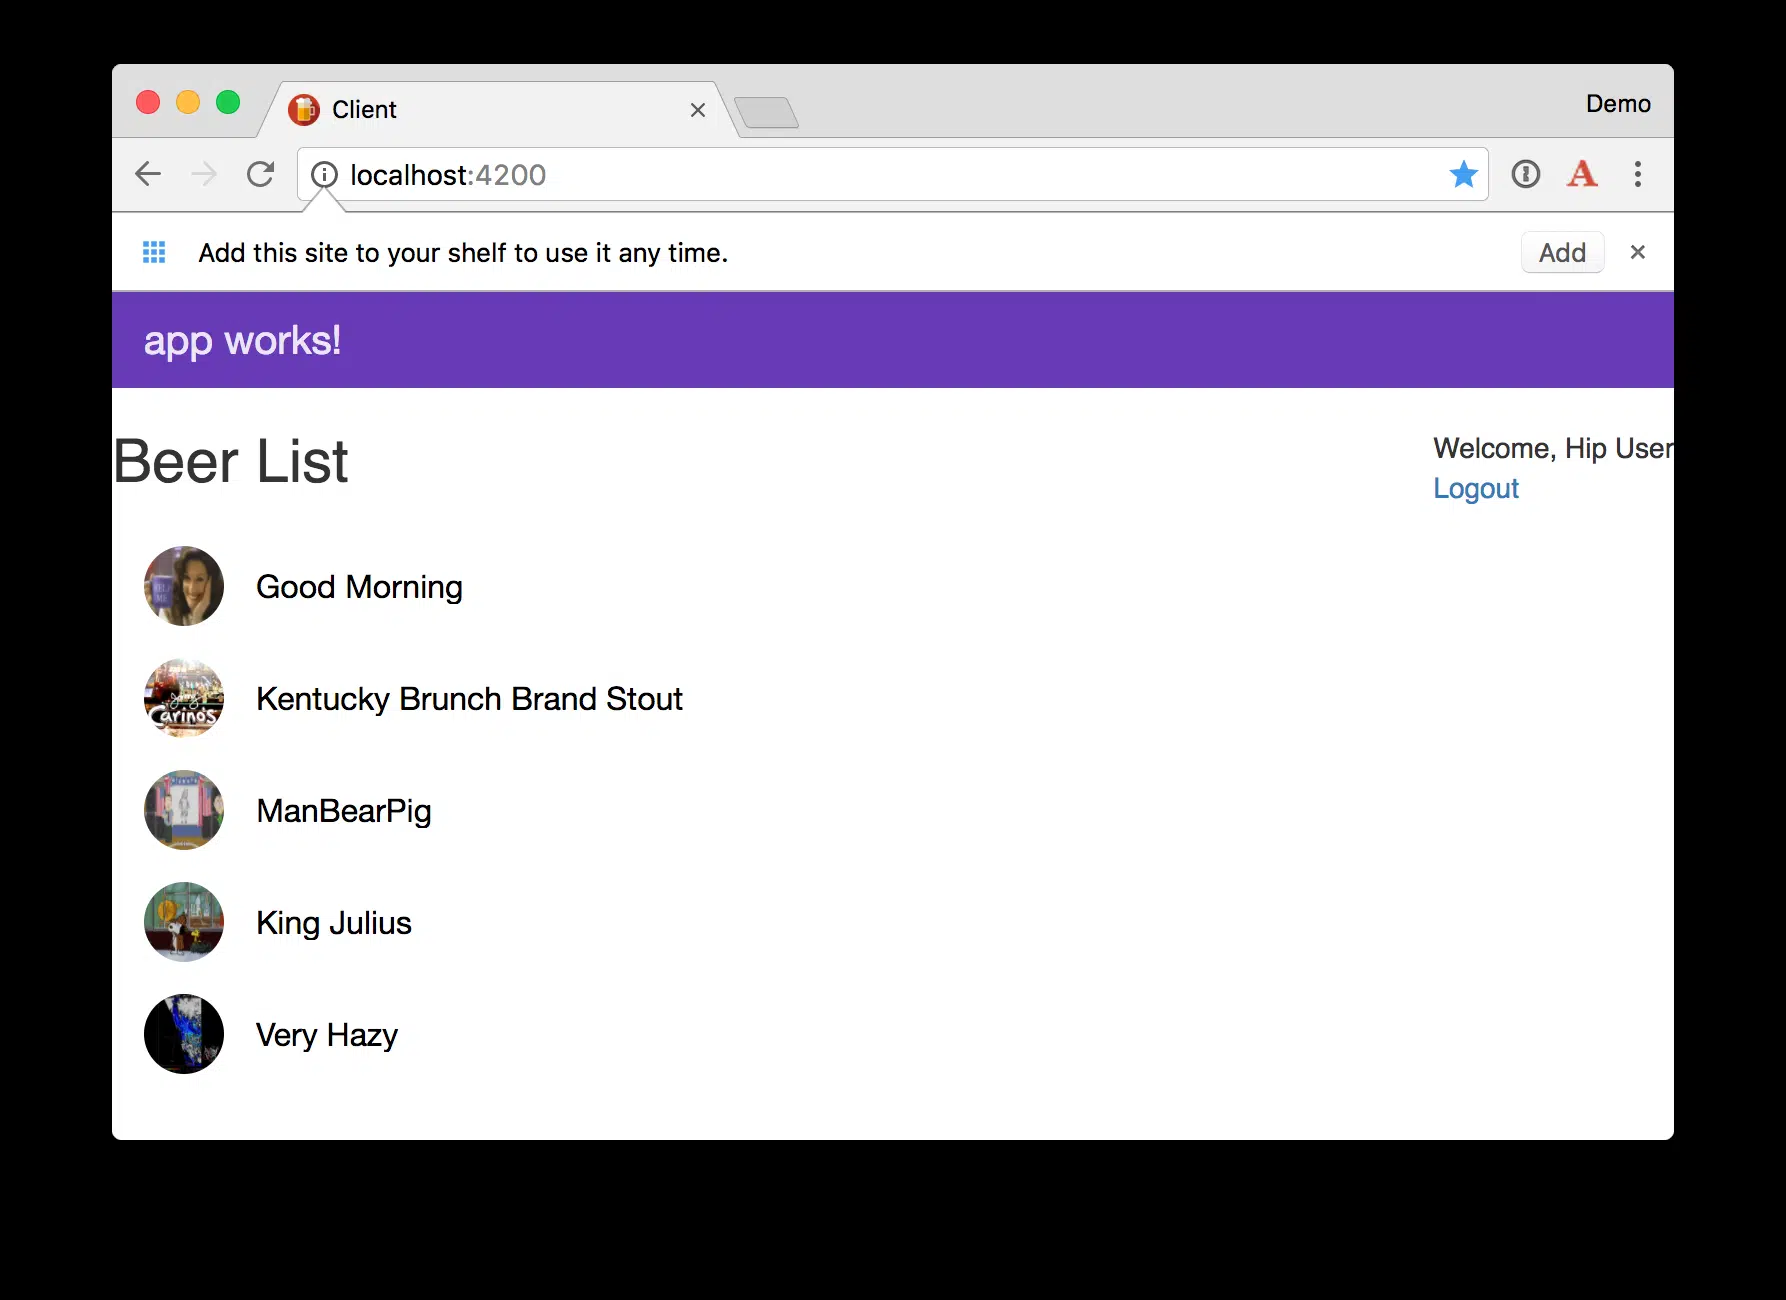 Client
Demo
localhost:4200
A
Add this site to your shelf to use it any time.
Add
app works!
Beer List
Welcome, Hip User
Logout
Good Morning
Carino's
Kentucky Brunch Brand Stout
ManBearPig
King Julius
Very Hazy